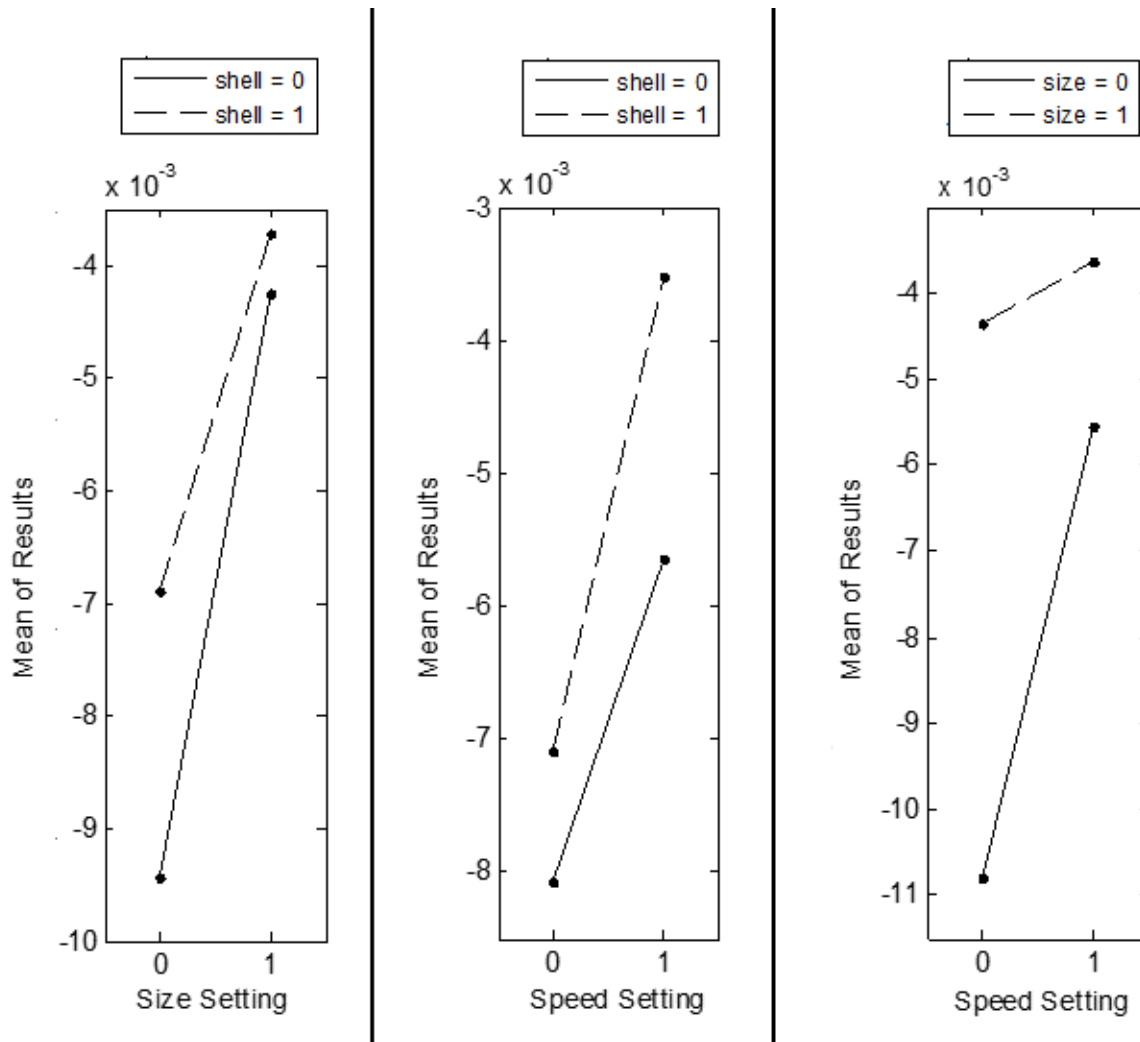 shell = 0
shell = 1
x 10-3
-4
-5
-6
-7
-8
-9
-10
Mean of Results
0 1
Size Setting
shell = 0
shell = 1
x 10-3
-3
-4
-5
-6
-7
-8
Mean of Results
0 1
Speed Setting
size = 0
size = 1
x 10-3
-4
-5
-6
-7
-8
-9
-10
-11
Mean of Results
0 1
Speed Setting